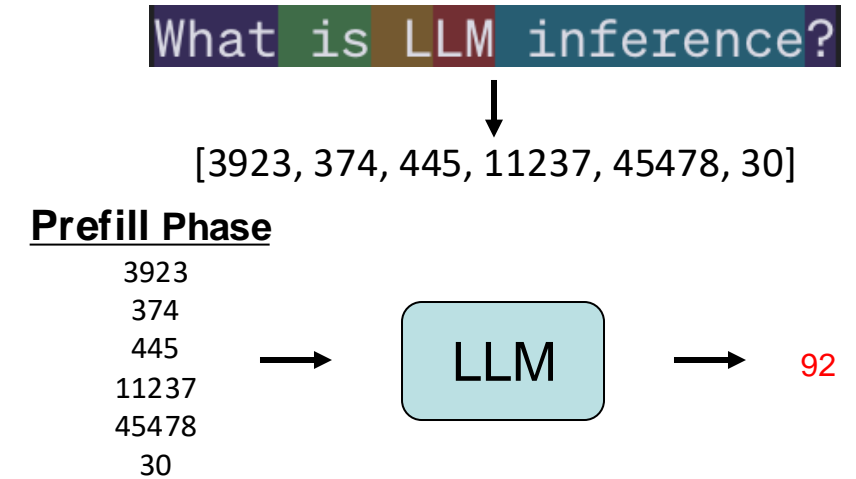 What is LLM inference?
[3923, 374, 445, 11237, 45478, 30]
Prefill Phase
3923
374
445
11237
45478
30
LLM
92